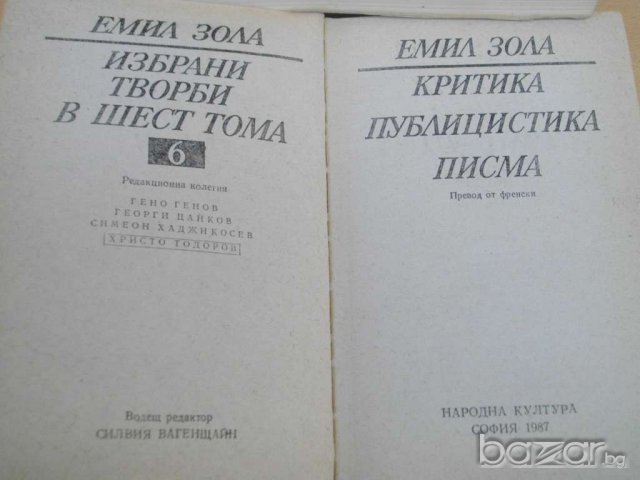 ЕМИЛ ЗОЛА
ИЗБРАНИ
ТВОРБИ
В ШЕСТ ТОМА
6
Редакционна колегия
ГЕНО ГЕНОВ
ГЕОРГИ ЦАНКОВ
СИМЕОН ХАДЖИКОСЕВ
ХРИСТО ТОДОРОВ
Водещ редактор
СИЛВИЯ ВАГЕНЩАЙН
ЕМИЛ ЗОЛА
КРИТИКА
ПУБЛИЦИСТИКА
ПИСМА
Превод от френски
НАРОДНА КУЛТУРА
СОФИЯ 1987
bazar.bg